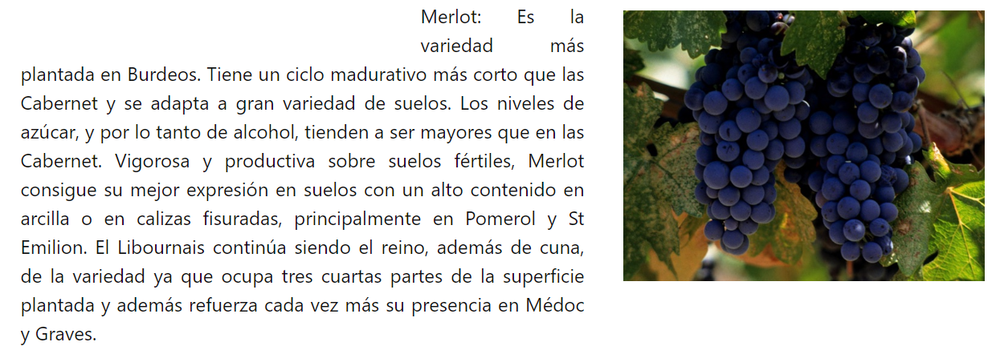 Merlot: Es la
variedad más
plantada en Burdeos. Tiene un ciclo madurativo más corto que las
Cabernet y se adapta a gran variedad de suelos. Los niveles de
azúcar, y por lo tanto de alcohol, tienden a ser mayores que en las
Cabernet. Vigorosa y productiva sobre suelos fértiles, Merlot
consigue su mejor expresión en suelos con un alto contenido en
arcilla o en calizas fisuradas, principalmente en Pomerol y St
Emilion. El Libournais continúa siendo el reino, además de cuna,
de la variedad ya que ocupa tres cuartas partes de la superficie
plantada y además refuerza cada vez más su presencia en Médoc
y Graves.